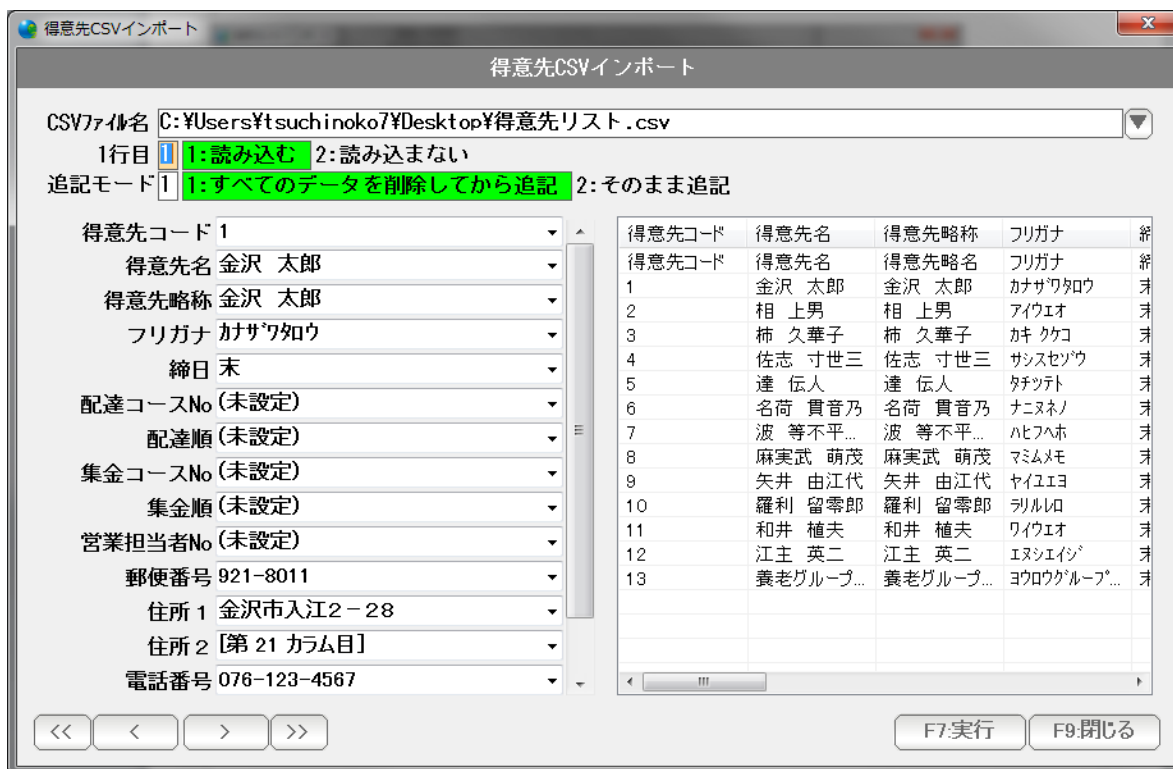 得意先CSVインポート
得意先CSVインポート
CSVﾌｧｲﾙ名 C:¥Users¥tsuchinoko7¥Desktop¥得意先リスト.csv
1行目 1 1:読み込む 2:読み込まない
追記モード 1 1:すべてのデータを削除してから追記 2:そのまま追記
得意先コード 1
得意先名 金沢 太郎
得意先略称 金沢 太郎
フリガナ ｶﾅｻﾞﾜﾀﾛｳ
締日 末
配達コースNo (未設定)
配達順 (未設定)
集金コースNo (未設定)
集金順 (未設定)
営業担当者No (未設定)
郵便番号 921-8011
住所1 金沢市入江2－28
住所2 [第 21 カラム目]
電話番号 076-123-4567
得意先コード 得意先名 得意先略称 フリガナ
得意先コード 得意先名 得意先略名 フリガナ
1 金沢 太郎 金沢 太郎 ｶﾅｻﾞﾜﾀﾛｳ
2 相 上男 相 上男 ｱｲｳｴｵ
3 柿 久華子 柿 久華子 ｶｷ ｸｹｺ
4 佐志 寸世三 佐志 寸世三 ｻｼｽｾｿﾞｳ
5 達 伝人 達 伝人 ﾀﾁﾂﾃﾄ
6 名荷 貫音乃 名荷 貫音乃 ﾅﾆﾇﾈﾉ
7 波 等不平... 波 等不平... ﾊﾋﾌﾍﾎ
8 麻実武 萌茂 麻実武 萌茂 ﾏﾐﾑﾒﾓ
9 矢井 由江代 矢井 由江代 ﾔｲﾕｴﾖ
10 羅利 留零郎 羅利 留零郎 ﾗﾘﾙﾚﾛ
11 和井 植夫 和井 植夫 ﾜｲｳｴｵ
12 江主 英二 江主 英二 ｴﾇｼｴｲｼﾞ
13 養老グループ... 養老グループ... ﾖｳﾛｳｸﾞﾙｰﾌﾟ...
<< < > >> F7:実行 F9:閉じる